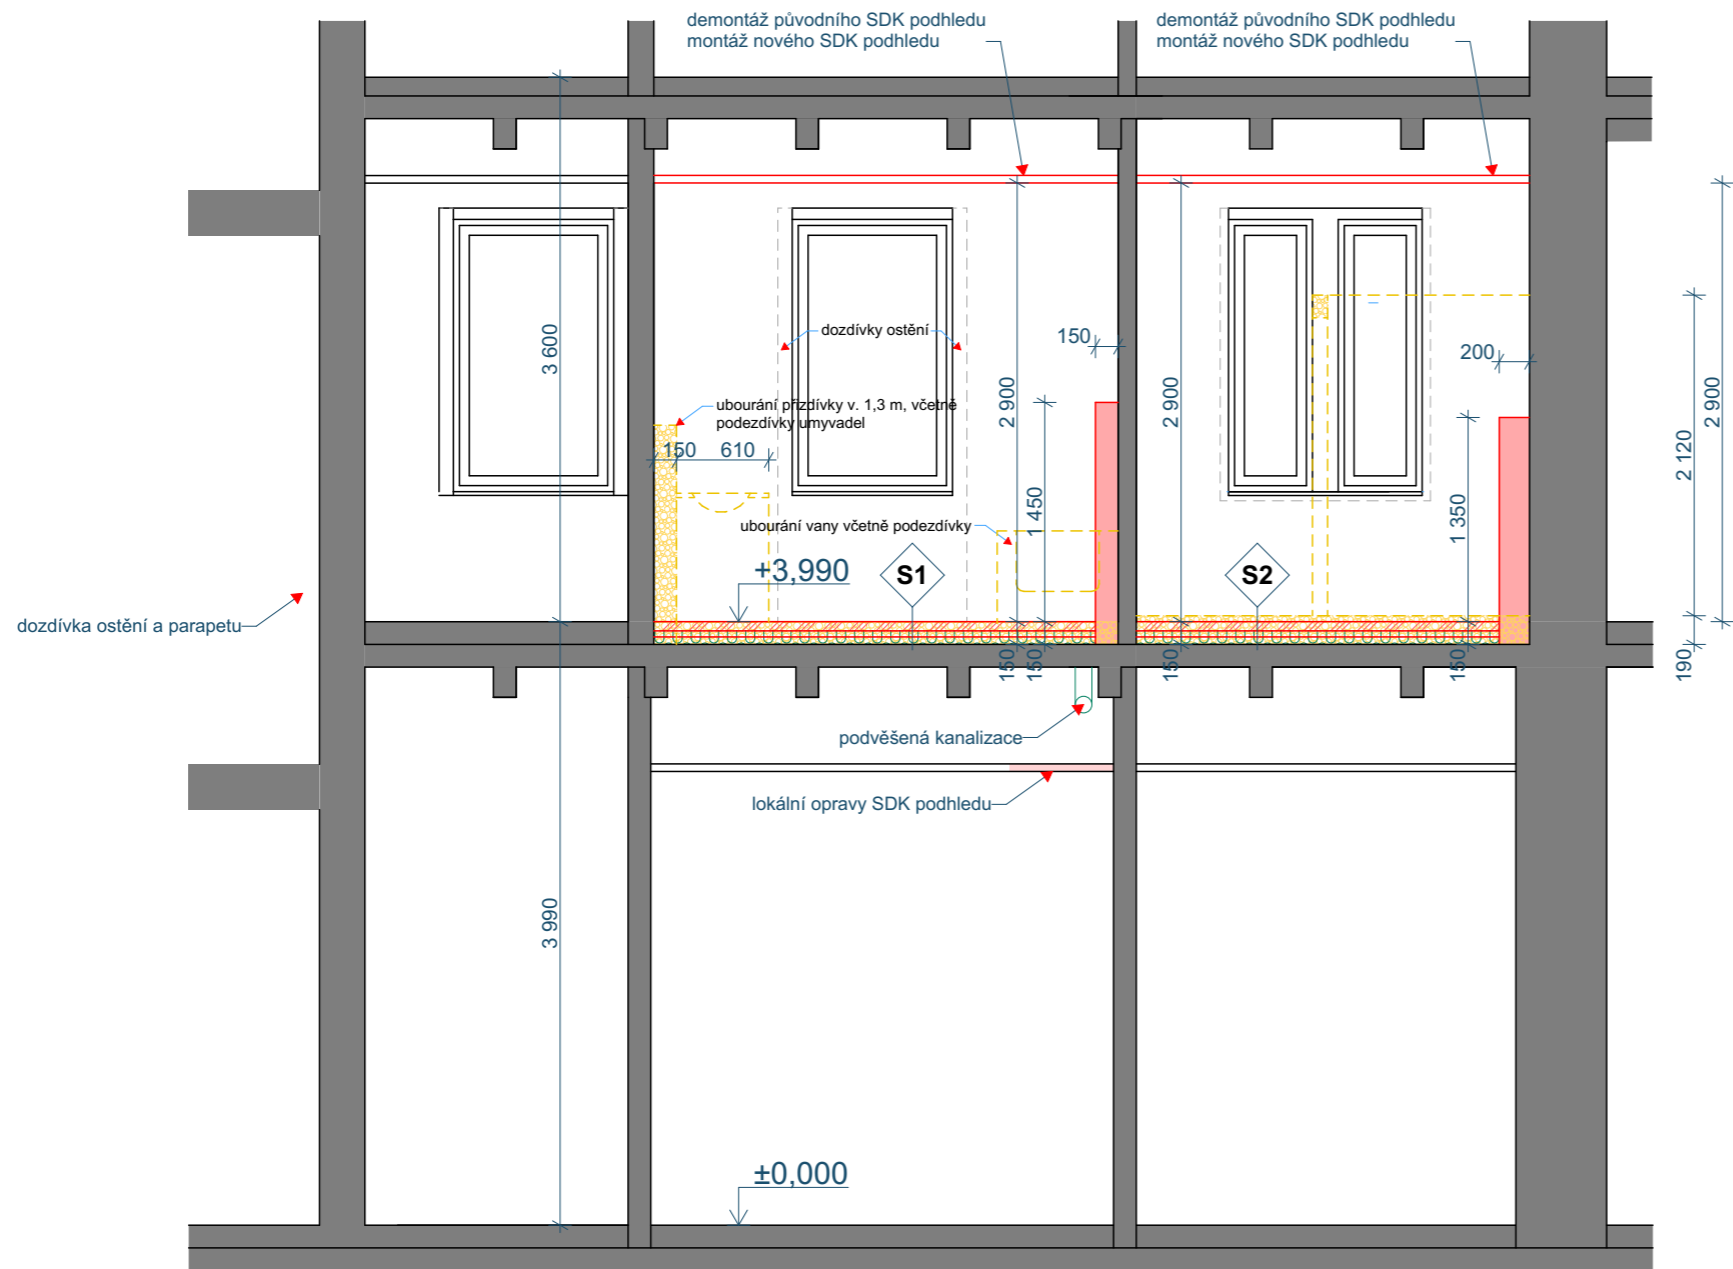 demontáž původního SDK podhledu
montáž nového SDK podhledu
demontáž původního SDK podhledu
montáž nového SDK podhledu
3 600
dozdívky ostění
150
200
2 900
2 900
2 900
2 120
ubourání přizdívky v. 1,3 m, včetně
podezdívky umyvadel
150
610
1 450
1 350
ubourání vany včetně podezdívky
+3,990
S1
S2
dozdívka ostění a parapetu
150
150
150
150
190
podvěšená kanalizace
lokální opravy SDK podhledu
3 990
±0,000